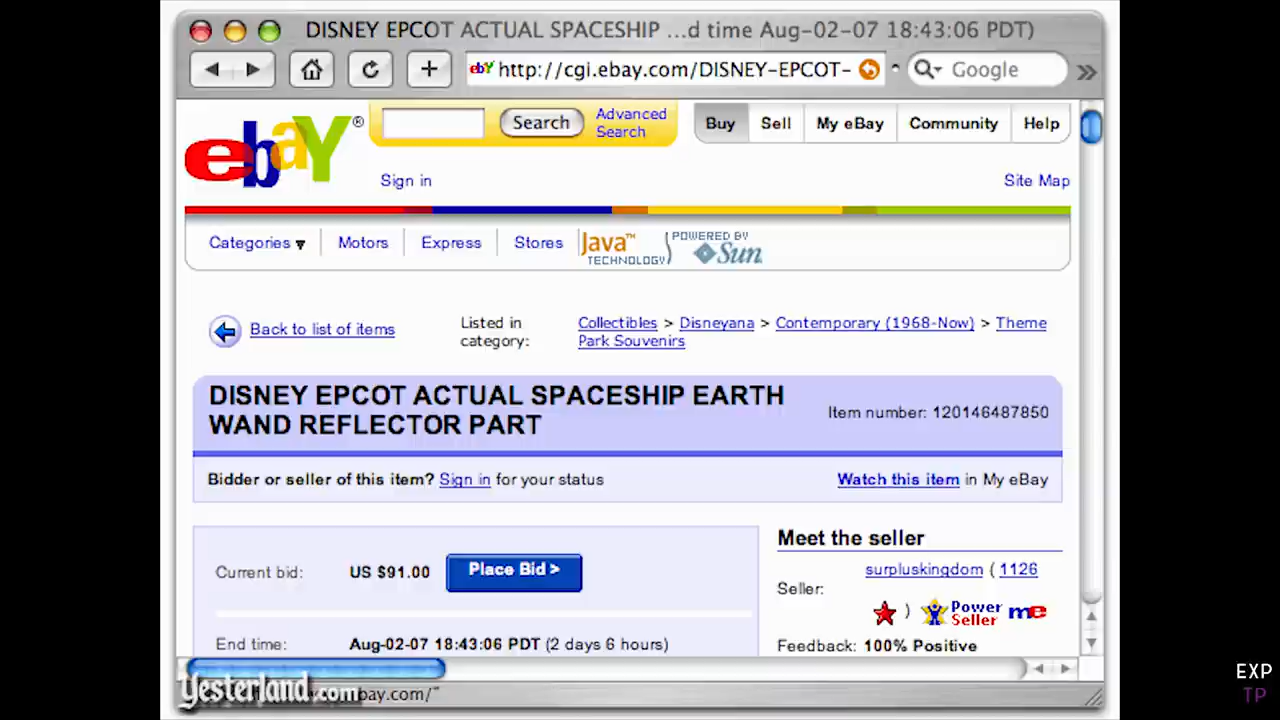 DISNEY EPCOT ACTUAL SPACESHIP ...d time Aug-02-07 18:43:06 PDT)
ebY http://cgi.ebay.com/DISNEY-EPCOT-
Google
ebaY®
Search
Advanced
Search
Buy
Sell
My eBay
Community
Help
Sign in
Site Map
Categories
Motors
Express
Stores
Java™
TECHNOLOGY
POWERED BY
Sun
Back to list of items
Listed in
category:
Collectibles > Disneyana > Contemporary (1968-Now) > Theme
Park Souvenirs
DISNEY EPCOT ACTUAL SPACESHIP EARTH
WAND REFLECTOR PART
Item number: 120146487850
Bidder or seller of this item? Sign in for your status
Watch this item in My eBay
Current bid:
US $91.00
Place Bid >
End time:
Aug-02-07 18:43:06 PDT (2 days 6 hours)
Meet the seller
Seller:
surpluskingdom ( 1126
)
Power
Seller
me
Feedback: 100% Positive
Yesterland.com
bay.com/"
EXP
TP